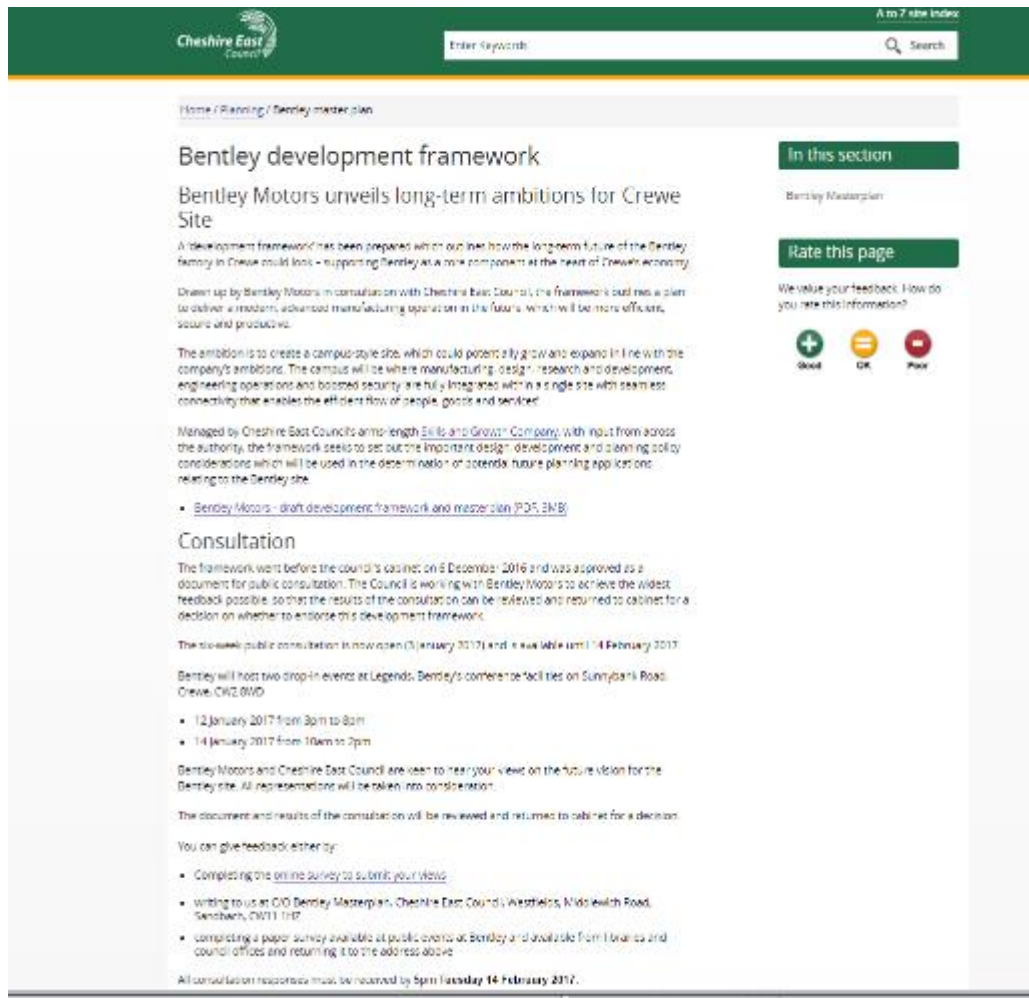 A to Z site index
Cheshire East
Council
Enter Keywords
Search
Home / Planning / Bentley master plan
Bentley development framework
In this section
Bentley Motors unveils long-term ambitions for Crewe
Site
Bentley Masterplan
A 'development framework' has been prepared which outlines how the long-term future of the Bentley
factory in Crewe could look – supporting Bentley as a core component at the heart of Crewe's economy.
Rate this page
Drawn up by Bentley Motors in consultation with Cheshire East Council, the framework outlines a plan
to deliver a modern, advanced manufacturing operation in the future, which will be more efficient,
secure and productive.
We value your feedback. How do
you rate this information?
Good
OK
Poor
The ambition is to create a campus-style site, which could potentially grow and expand in line with the
company's ambitions. The campus will be where manufacturing, design, research and development,
engineering operations and boosted security 'are fully integrated within a single site with seamless
connectivity that enables the efficient flow of people, goods and services'.
Managed by Cheshire East Council's arms-length Skills and Growth Company, with input from across
the authority, the framework seeks to set out the important design, development and planning policy
considerations which will be used in the determination of potential future planning applications
relating to the Bentley site.
• Bentley Motors - draft development framework and masterplan (PDF, 3MB)
Consultation
The framework went before the council's cabinet on 6 December 2016 and was approved as a
document for public consultation. The Council is working with Bentley Motors to achieve the widest
feedback possible, so that the results of the consultation can be reviewed and returned to cabinet for a
decision on whether to endorse this development framework.
The six-week public consultation is now open (3 January 2017) and is available until 14 February 2017.
Bentley will host two drop-in events at Legends, Bentley's conference facilities on Sunnybank Road,
Crewe, CW2 8WD
• 12 January 2017 from 3pm to 8pm
• 14 January 2017 from 10am to 2pm
Bentley Motors and Cheshire East Council are keen to hear your views on the future vision for the
Bentley site. All representations will be taken into consideration.
The document and results of the consultation will be reviewed and returned to cabinet for a decision.
You can give feedback either by:
• Completing the online survey to submit your views
• writing to us at C/O Bentley Masterplan, Cheshire East Council, Westfields, Middlewich Road,
Sandbach, CW11 1HZ
• completing a paper survey available at public events at Bentley and available from libraries and
council offices and returning it to the address above
All consultation responses must be received by 5pm Tuesday 14 February 2017.